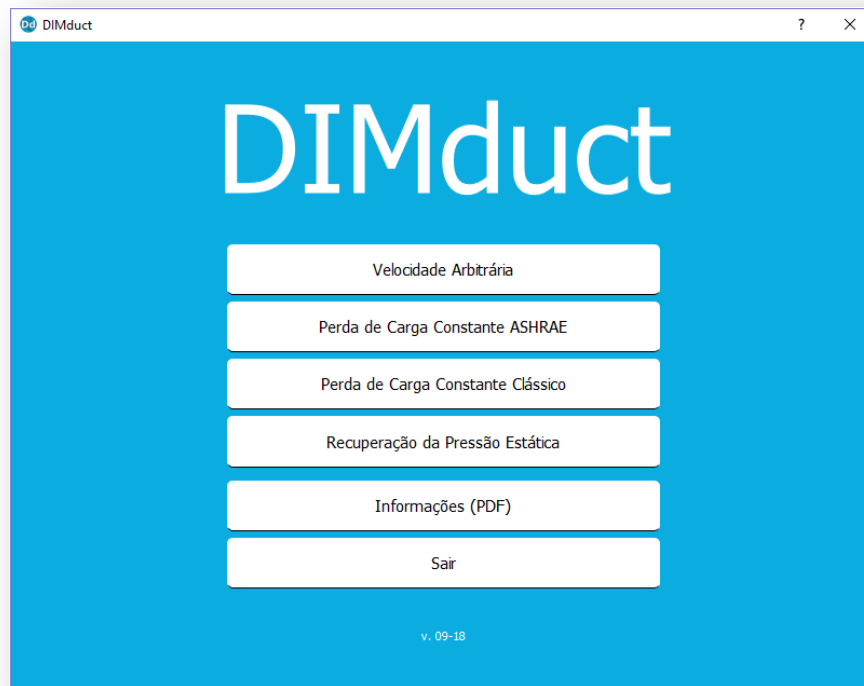 Dd DIMduct ? ×
DIMduct
Velocidade Arbitrária
Perda de Carga Constante ASHRAE
Perda de Carga Constante Clássico
Recuperação da Pressão Estática
Informações (PDF)
Sair
v. 09-18